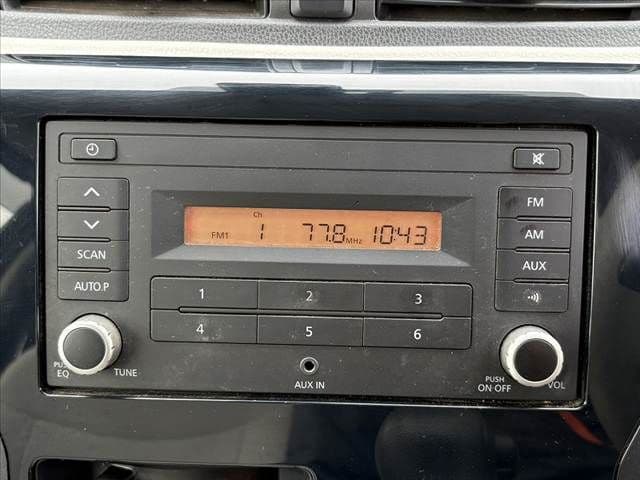 Ch
FM1 1 77.8 MHz 10:43
FM
AM
SCAN
AUX
AUTO.P
1 2 3
4 5 6
PUSH
EQ
TUNE
AUX IN
PUSH
ON·OFF
VOL